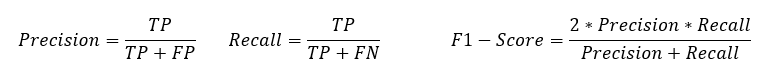 Precision = TP / (TP + FP)    Recall = TP / (TP + FN)    F1 − Score = (2 * Precision * Recall) / (Precision + Recall)